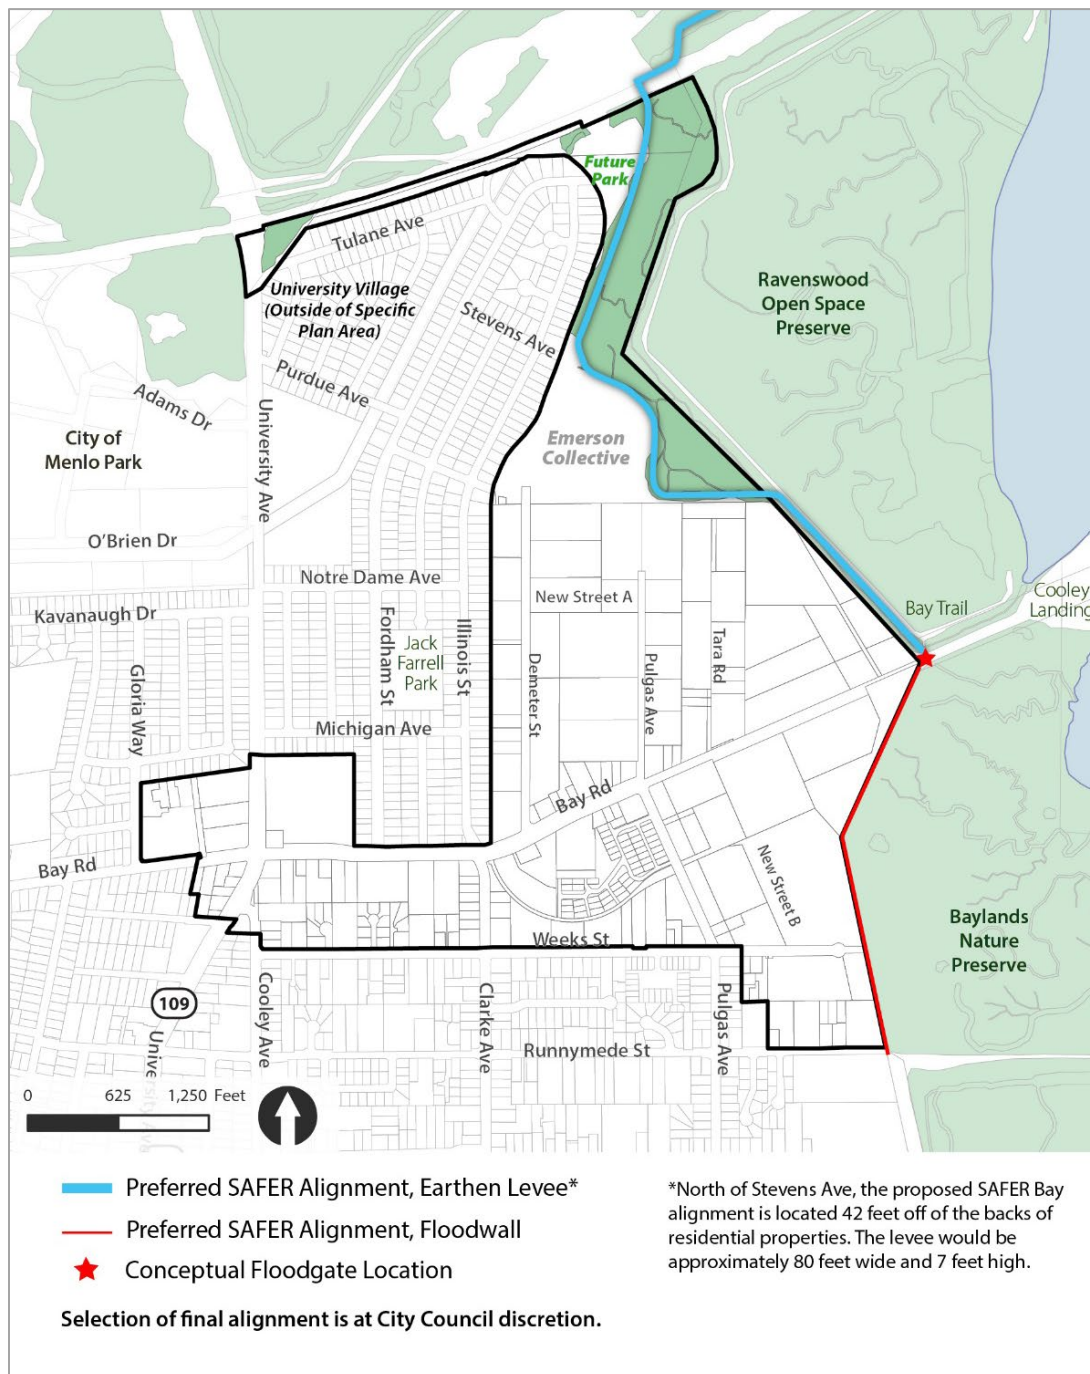 Future
Park
Tulane Ave
University Village
(Outside of Specific
Plan Area)
Ravenswood
Open Space
Preserve
Stevens Ave
Purdue Ave
Adams Dr
University Ave
City of
Menlo Park
Emerson
Collective
O'Brien Dr
Notre Dame Ave
New Street A
Kavanaugh Dr
Bay Trail
Cooley
Landing
Fordham St
Jack
Farrell
Park
Illinois St
Demeter St
Pulgas Ave
Tara Rd
Gloria Way
Michigan Ave
Bay Rd
Bay Rd
New Street B
Weeks St
Baylands
Nature
Preserve
109
Cooley Ave
Clarke Ave
Pulgas Ave
Runnymede St
University Ave
0 625 1,250 Feet
Preferred SAFER Alignment, Earthen Levee*
Preferred SAFER Alignment, Floodwall
Conceptual Floodgate Location
*North of Stevens Ave, the proposed SAFER Bay
alignment is located 42 feet off of the backs of
residential properties. The levee would be
approximately 80 feet wide and 7 feet high.
Selection of final alignment is at City Council discretion.